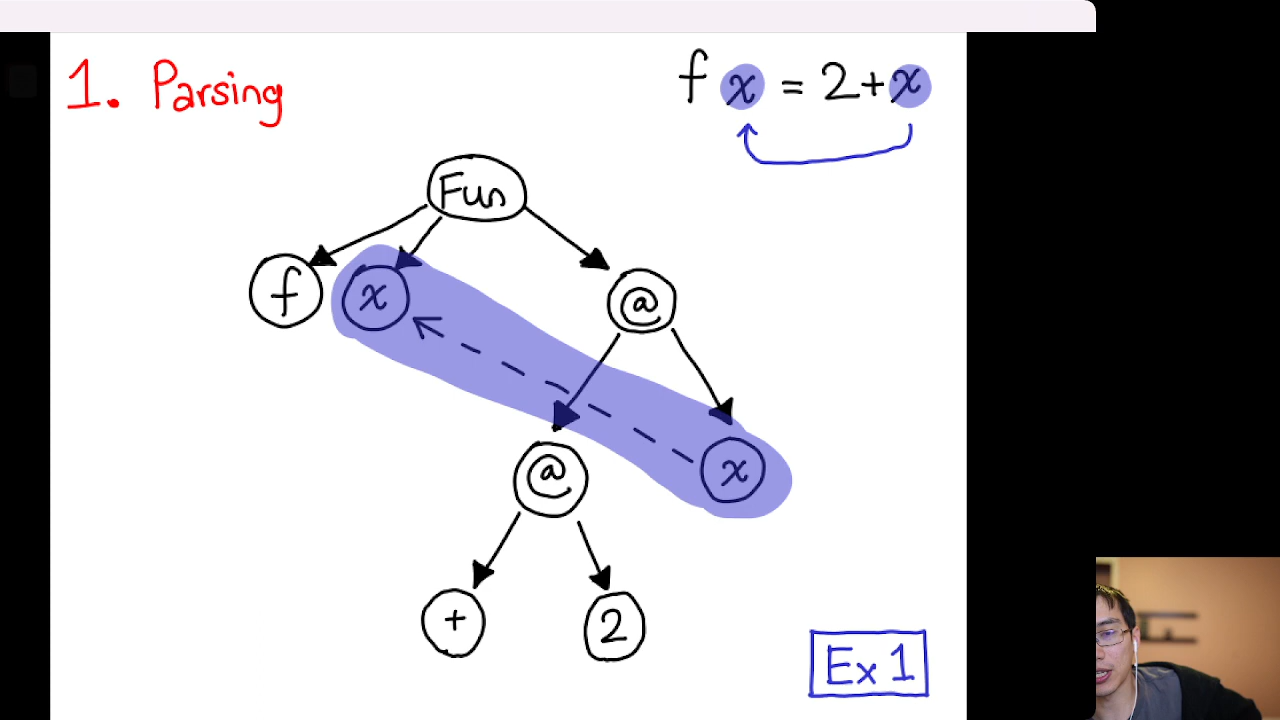 1. Parsing
f x = 2+x
Fun
f x @
@ x
+ 2
Ex 1